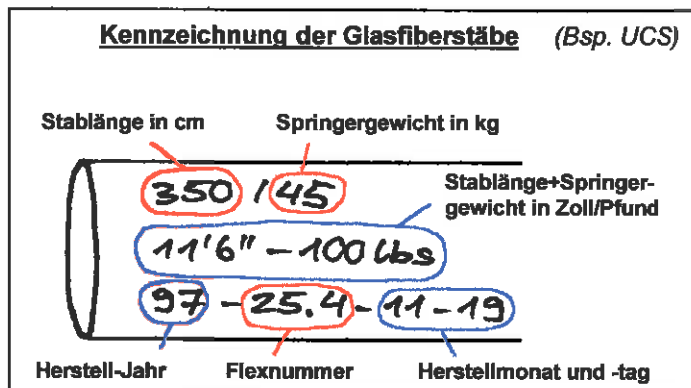 Kennzeichnung der Glasfiberstäbe (Bsp. UCS)
Stablänge in cm Springergewicht in kg
350 / 45
Stablänge+Springer-
gewicht in Zoll/Pfund
11'6" - 100 lbs
97 - 25.4 - 11 - 19
Herstell-Jahr Flexnummer Herstellmonat und -tag